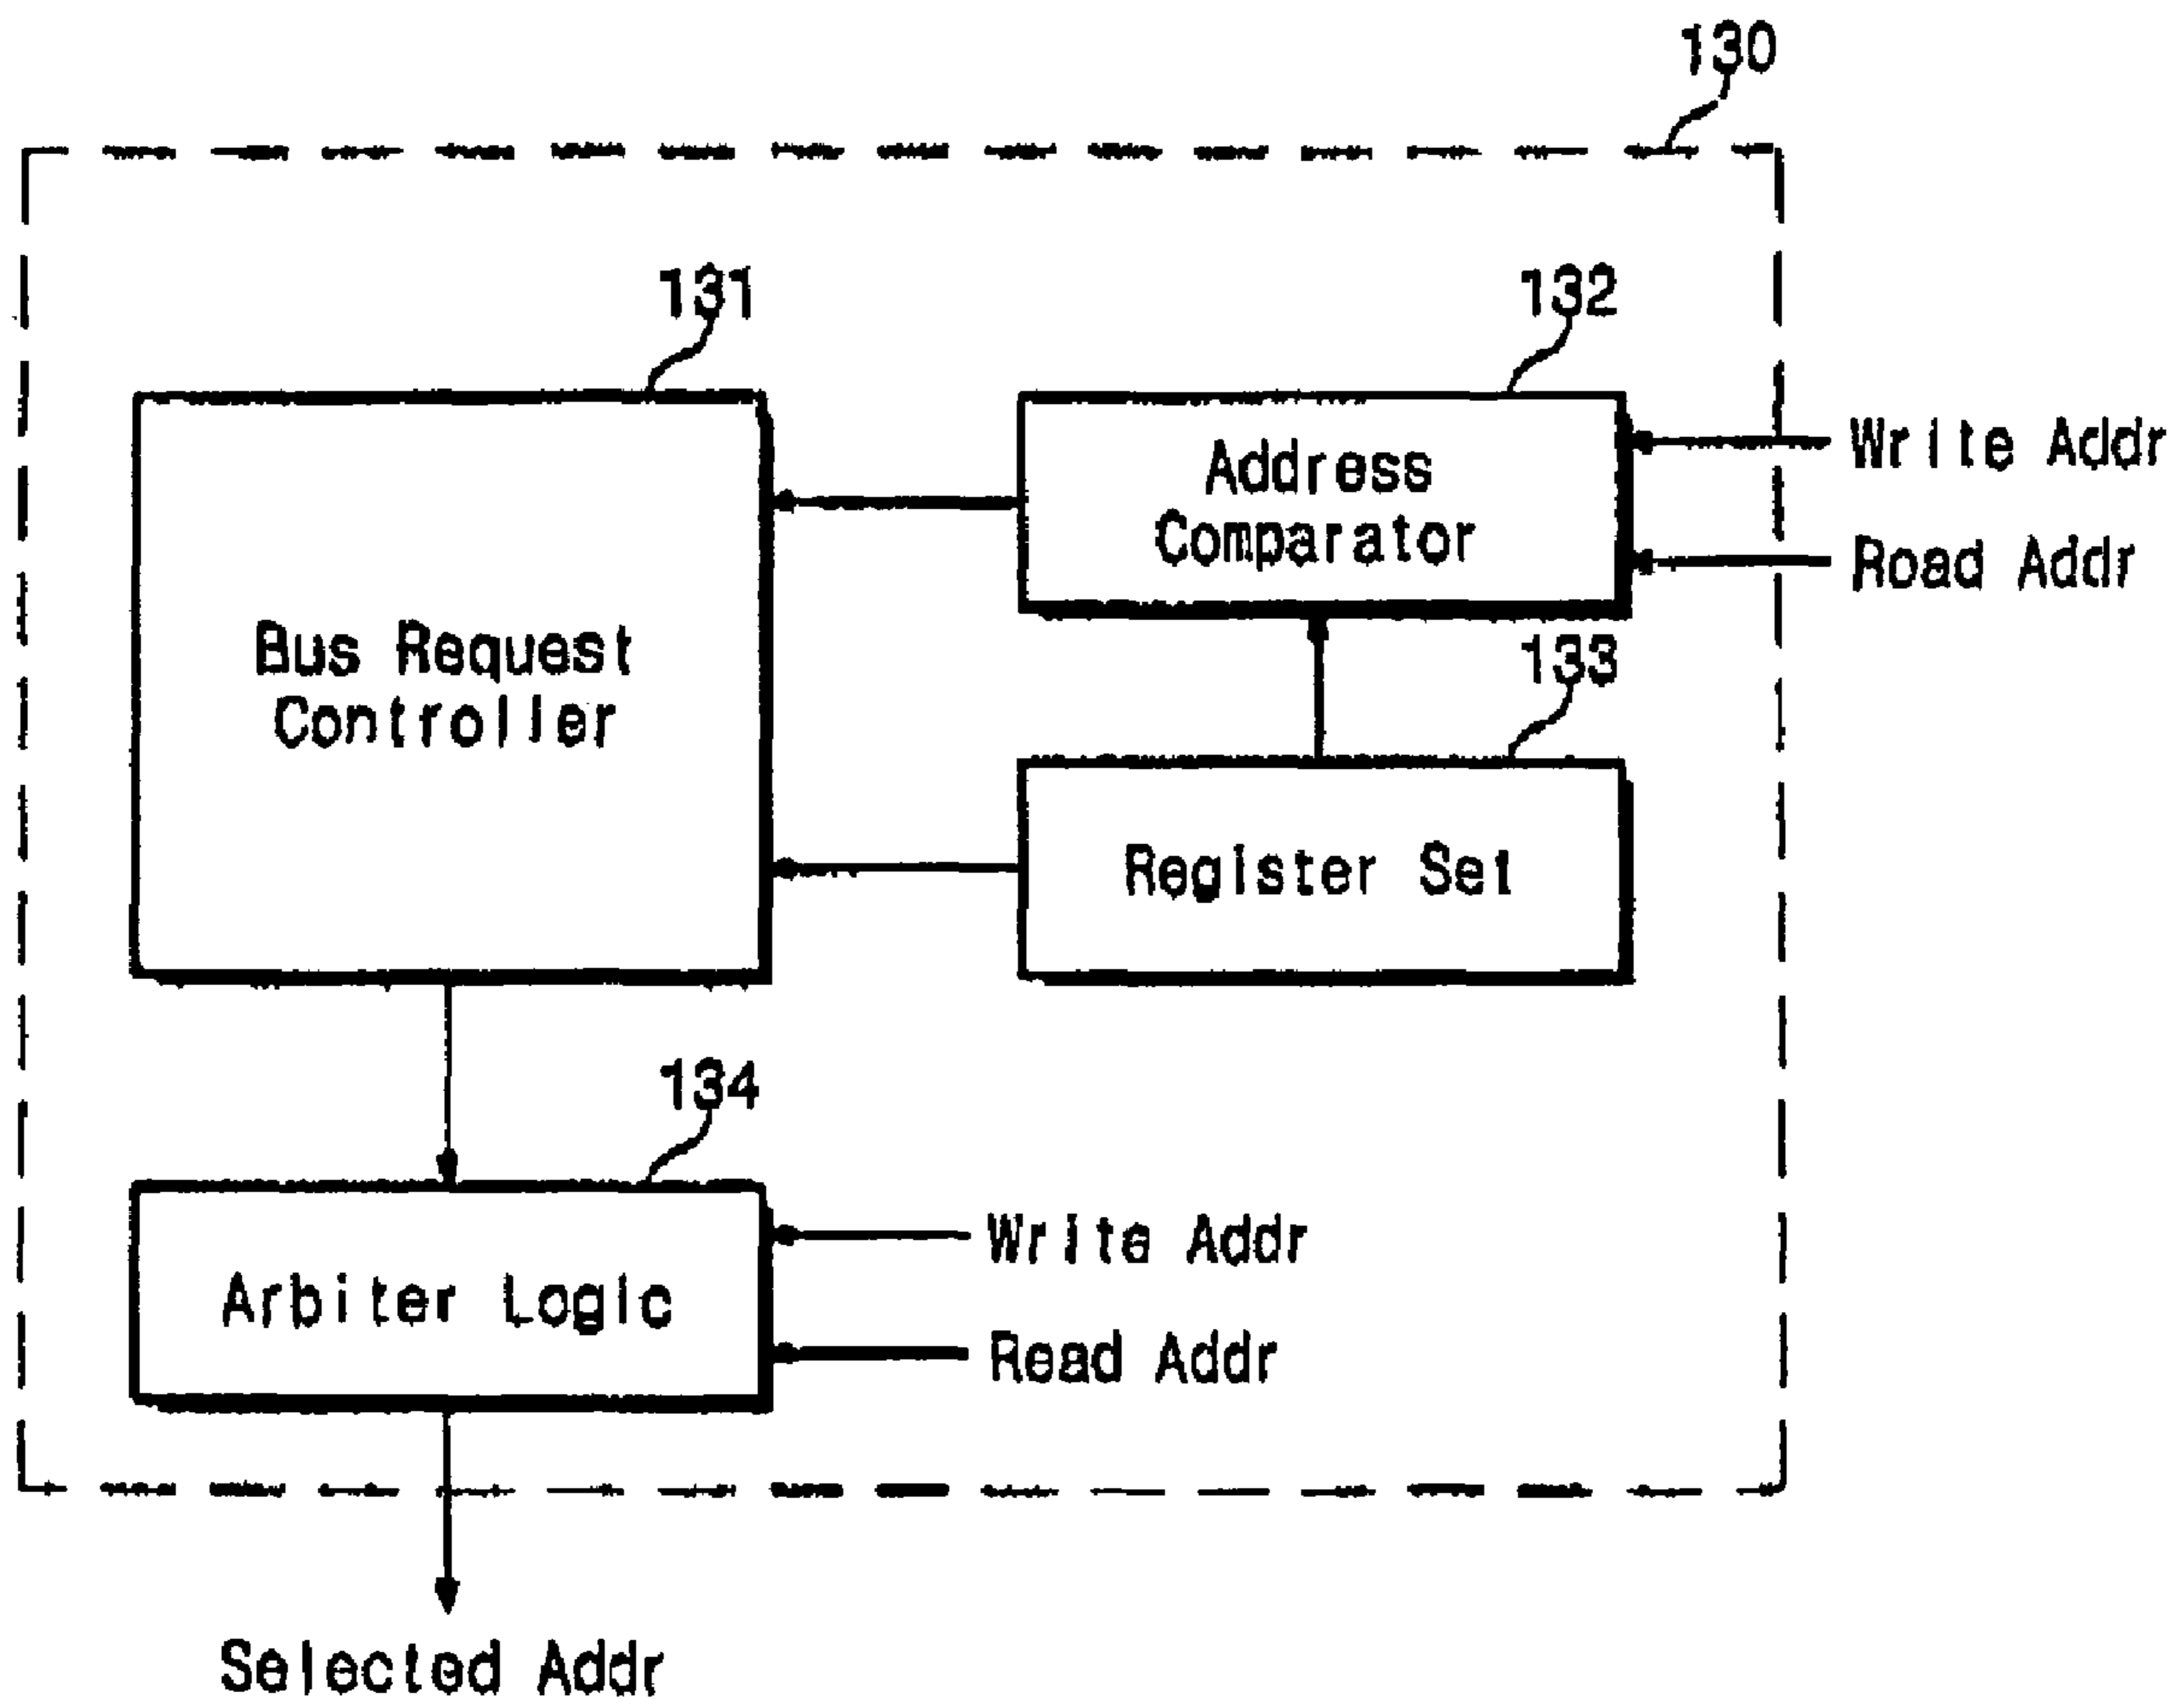 130
131
132
Address
Comparator
Write Addr
Road Addr
Bus Request
Controller
133
Register Set
134
Arbiter Logic
Write Addr
Read Addr
Selected Addr